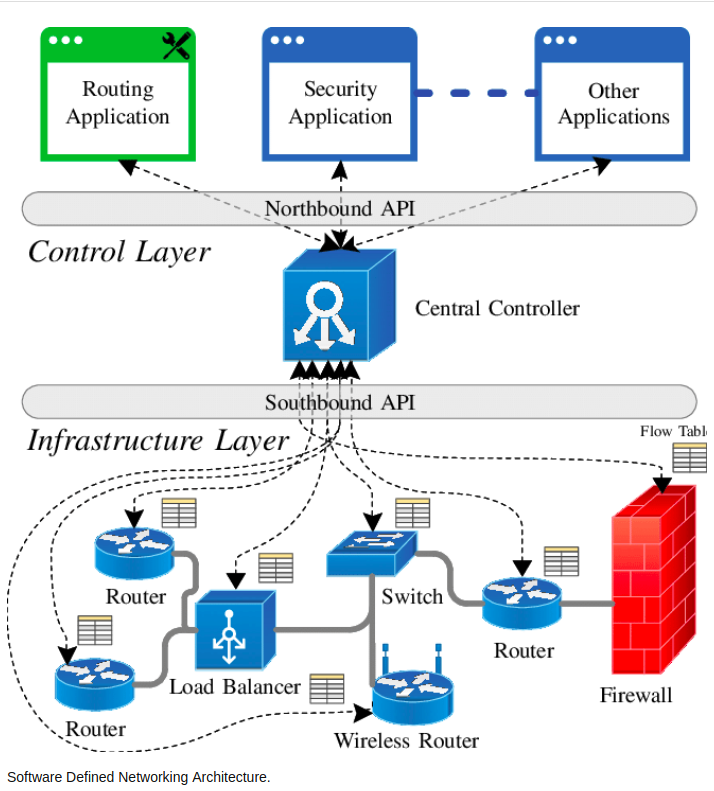 Routing
Application
Security
Application
Other
Applications
Northbound API
Control Layer
Central Controller
Southbound API
Infrastructure Layer
Flow Tabl
Router
Switch
Router
Load Balancer
Firewall
Router
Wireless Router
Software Defined Networking Architecture.